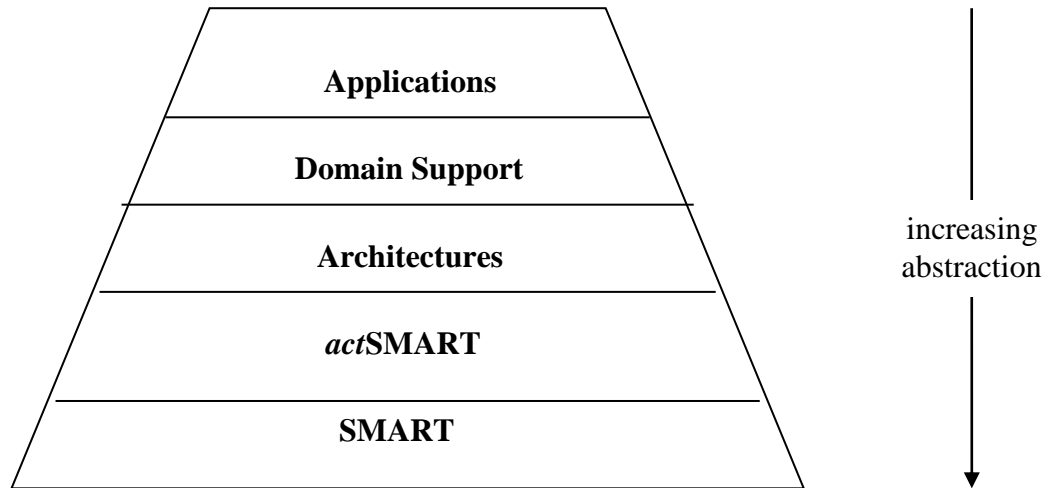 Applications
Domain Support
Architectures
actSMART
SMART
increasing
abstraction